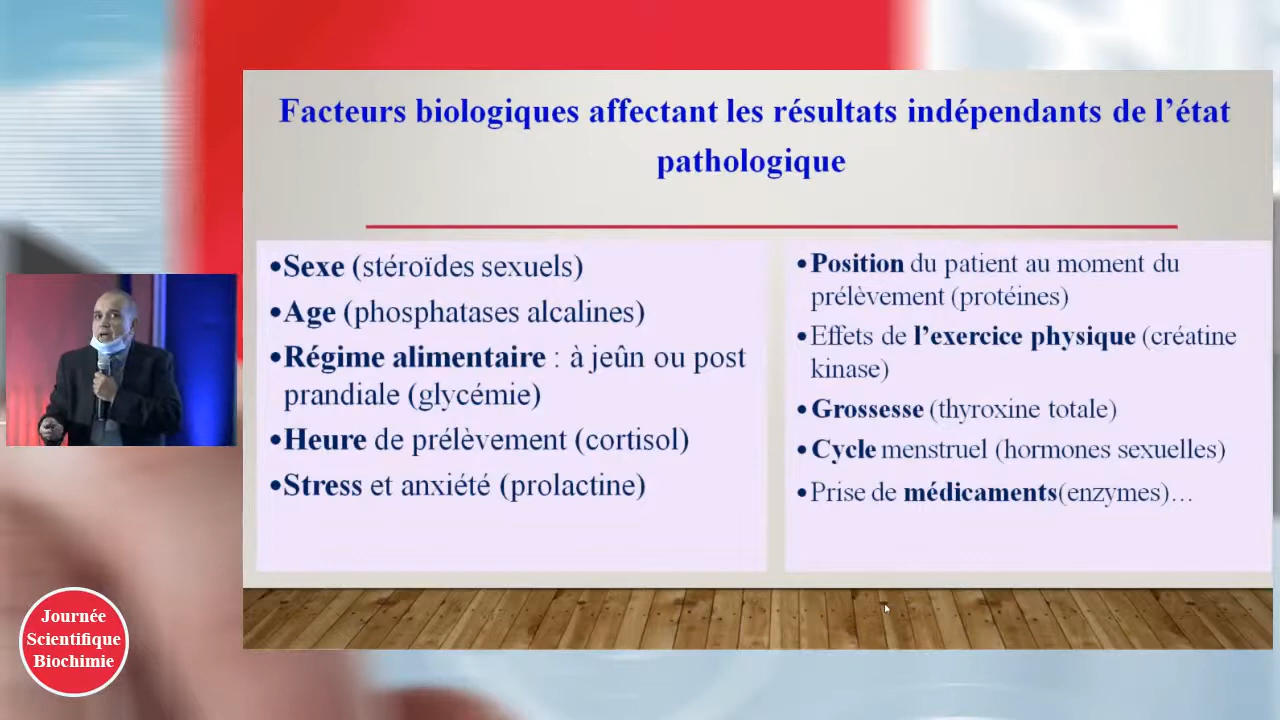 Facteurs biologiques affectant les résultats indépendants de l’état
pathologique
•Sexe (stéroïdes sexuels)
•Age (phosphatases alcalines)
•Régime alimentaire : à jeûn ou post
prandiale (glycémie)
•Heure de prélèvement (cortisol)
•Stress et anxiété (prolactine)
•Position du patient au moment du
prélèvement (protéines)
•Effets de l’exercice physique (créatine
kinase)
•Grossesse (thyroxine totale)
•Cycle menstruel (hormones sexuelles)
•Prise de médicaments(enzymes)…
Journée
Scientifique
Biochimie